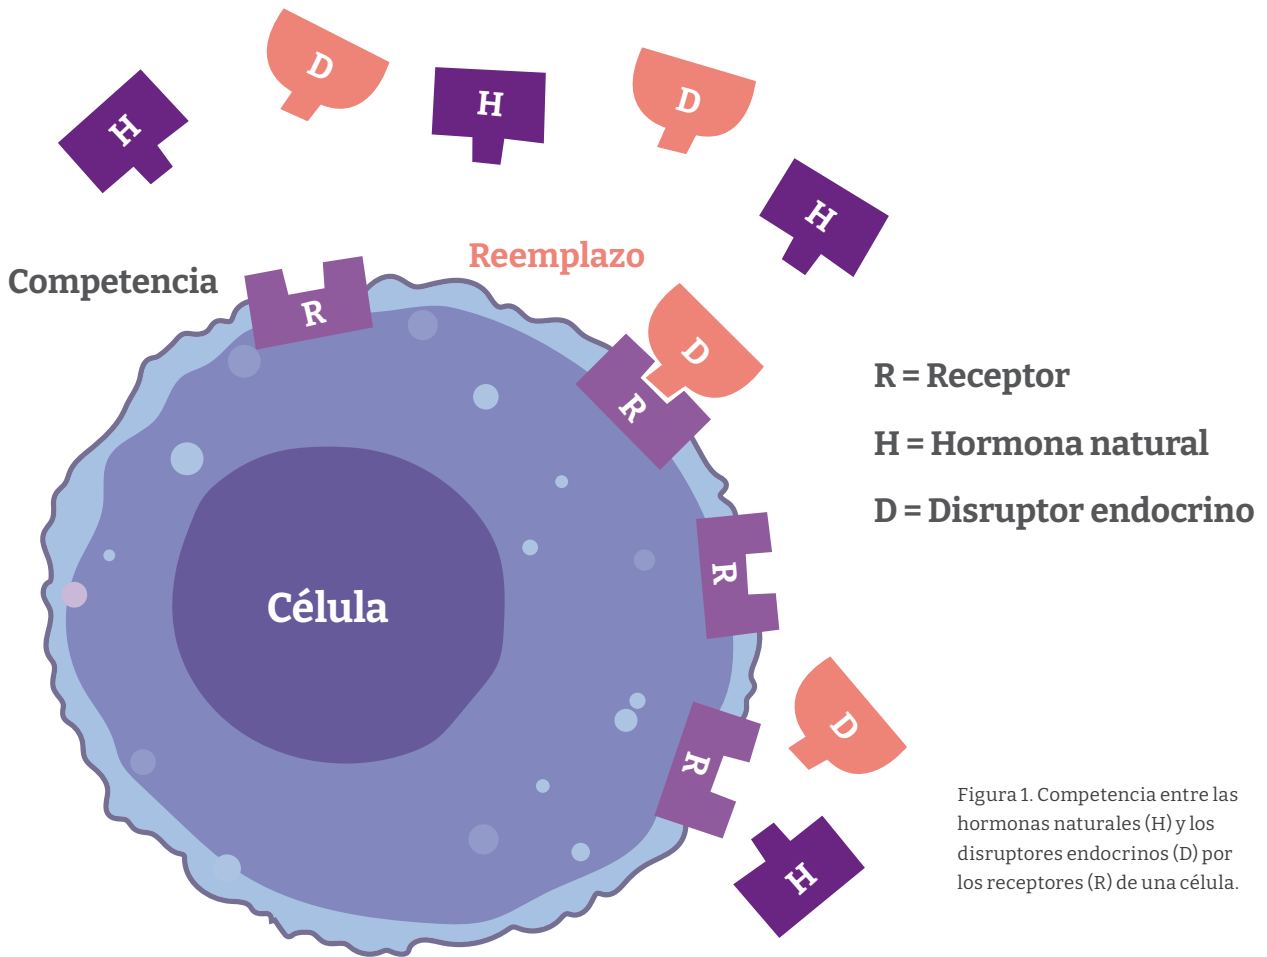 D
H
D
H
H
Reemplazo
Competencia
R
D
R = Receptor
R
H = Hormona natural
D = Disruptor endocrino
R
Célula
D
R
Figura 1. Competencia entre las
hormonas naturales (H) y los
disruptores endocrinos (D) por
los receptores (R) de una célula.
H